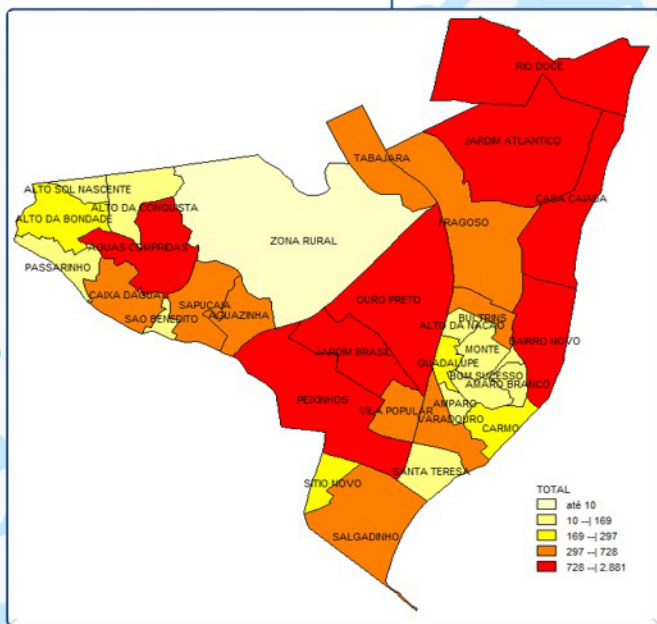 RIO DOCE
JARDIM ATLANTICO
TABAJARA
CASA CAIADA
ALTO SOL NASCENTE
ALTO DA CONQUISTA
ALTO DA BONDADE
FRAGOSO
ZONA RURAL
AGUAS COMPRIDAS
PASSARINHO
CAIXA DAGUA
OURO PRETO
SAPUCAIA
AGUAZINHA
SAO BENEDITO
BULTRINS
ALTO DA NACAO
BAIRRO NOVO
JARDIM BRASIL
MONTE
GUADALUPE
BOM SUCESSO
AMARO BRANCO
PEIXINHOS
AMPARO
VILA POPULAR
VARADOURO
CARMO
SANTA TERESA
SITIO NOVO
SALGADINHO
TOTAL
até 10
10 --| 169
169 --| 297
297 --| 728
728 --| 2.881